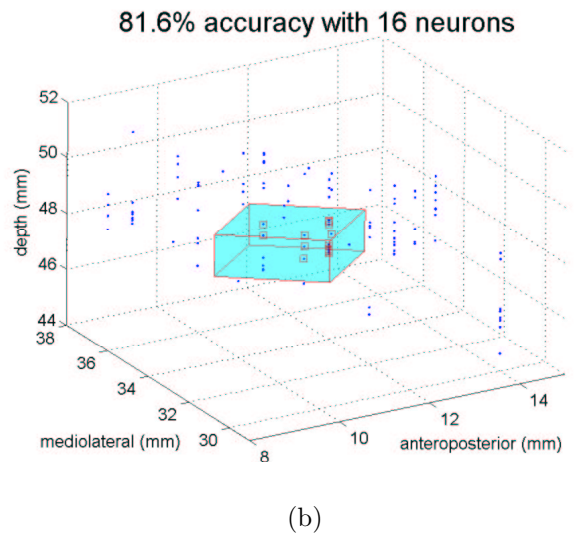 81.6% accuracy with 16 neurons
52
50
48
46
44
depth (mm)
38
36
34
32
30
mediolateral (mm)
8
10
12
14
anteroposterior (mm)
(b)